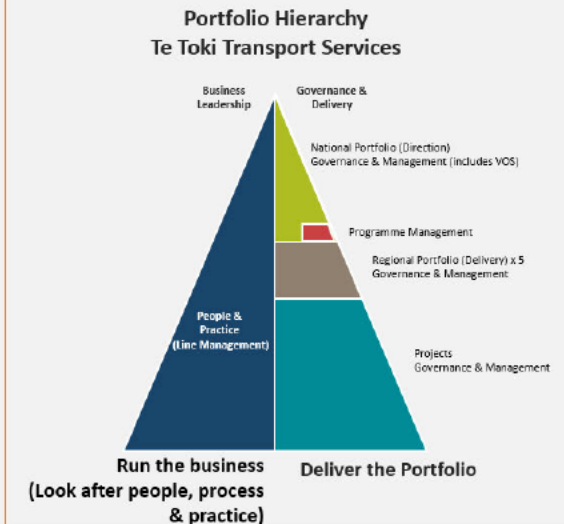 Portfolio Hierarchy
Te Toki Transport Services
Business
Leadership
Governance &
Delivery
National Portfolio (Direction)
Governance & Management (includes VOS)
Programme Management
Regional Portfolio (Delivery) x 5
Governance & Management
People &
Practice
(Line Management)
Projects
Governance & Management
Run the business
(Look after people, process
& practice)
Deliver the Portfolio